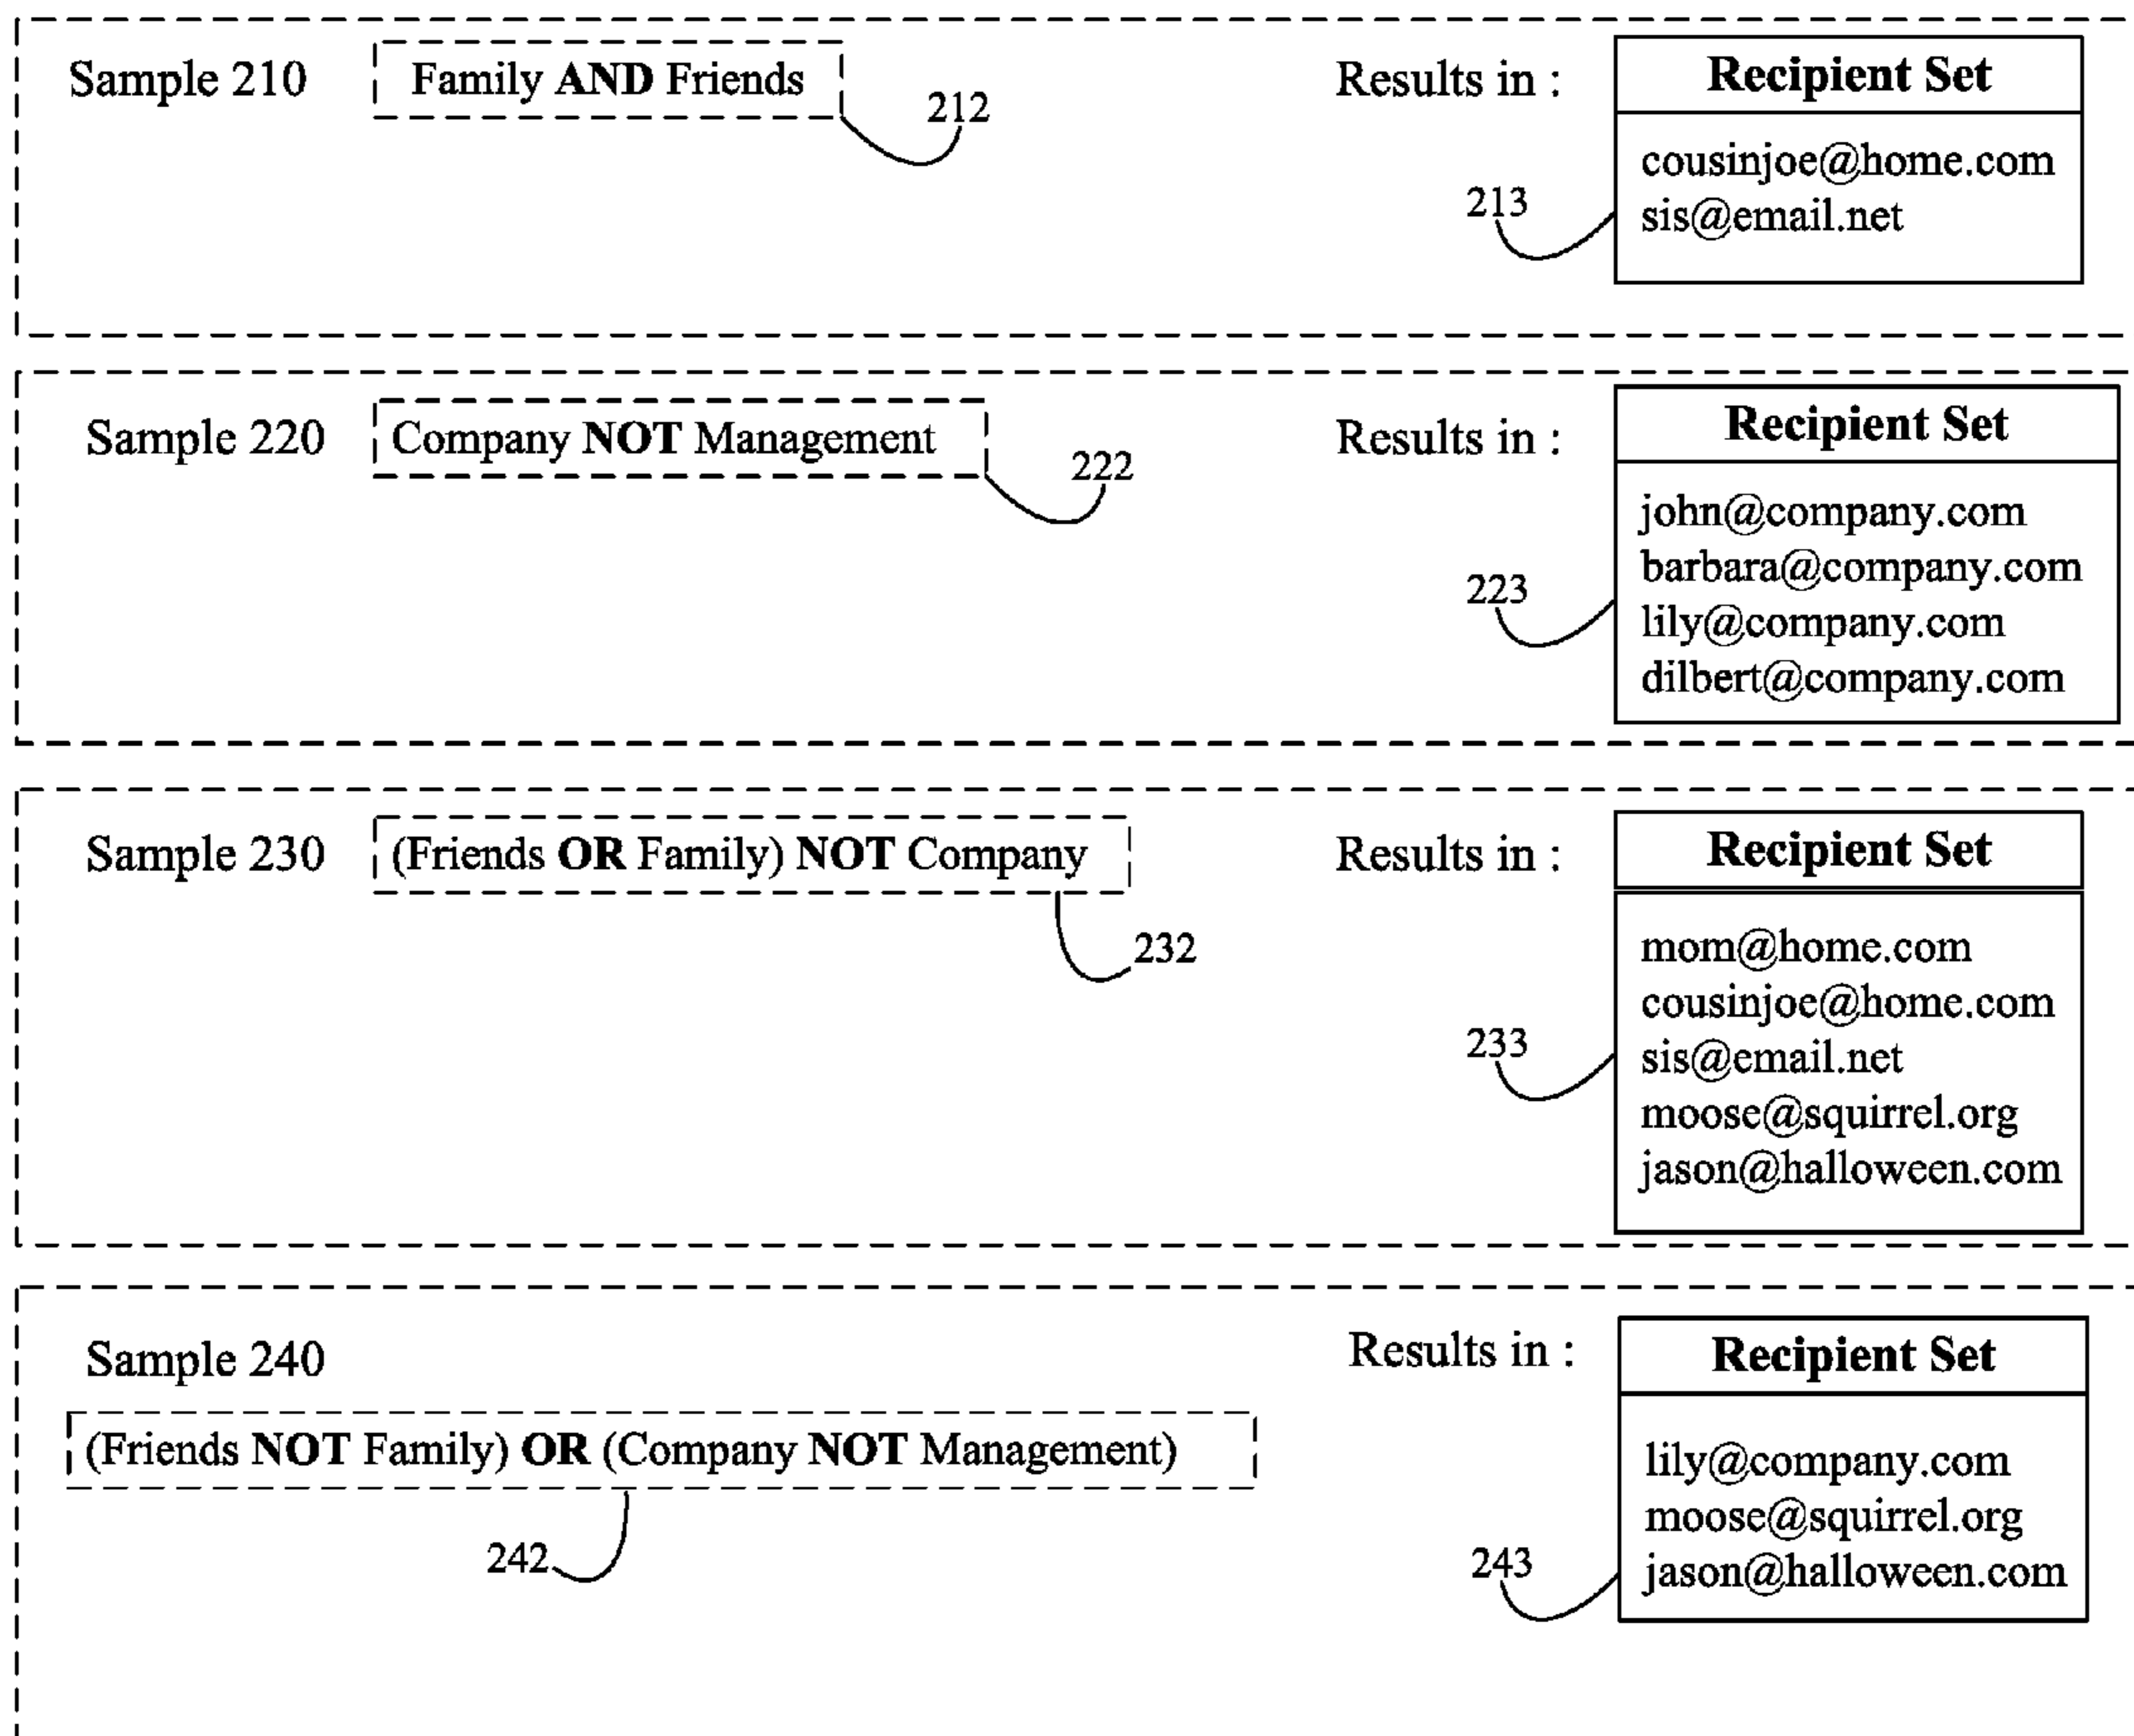 Sample 210 Family AND Friends Results in : Recipient Set
212
cousinjoe@home.com
213
sis@email.net
Sample 220 Company NOT Management Results in : Recipient Set
222
john@company.com
barbara@company.com
223
lily@company.com
dilbert@company.com
Sample 230 (Friends OR Family) NOT Company Results in : Recipient Set
232
mom@home.com
cousinjoe@home.com
233
sis@email.net
moose@squirrel.org
jason@halloween.com
Sample 240 Results in : Recipient Set
(Friends NOT Family) OR (Company NOT Management)
242
lily@company.com
moose@squirrel.org
243
jason@halloween.com